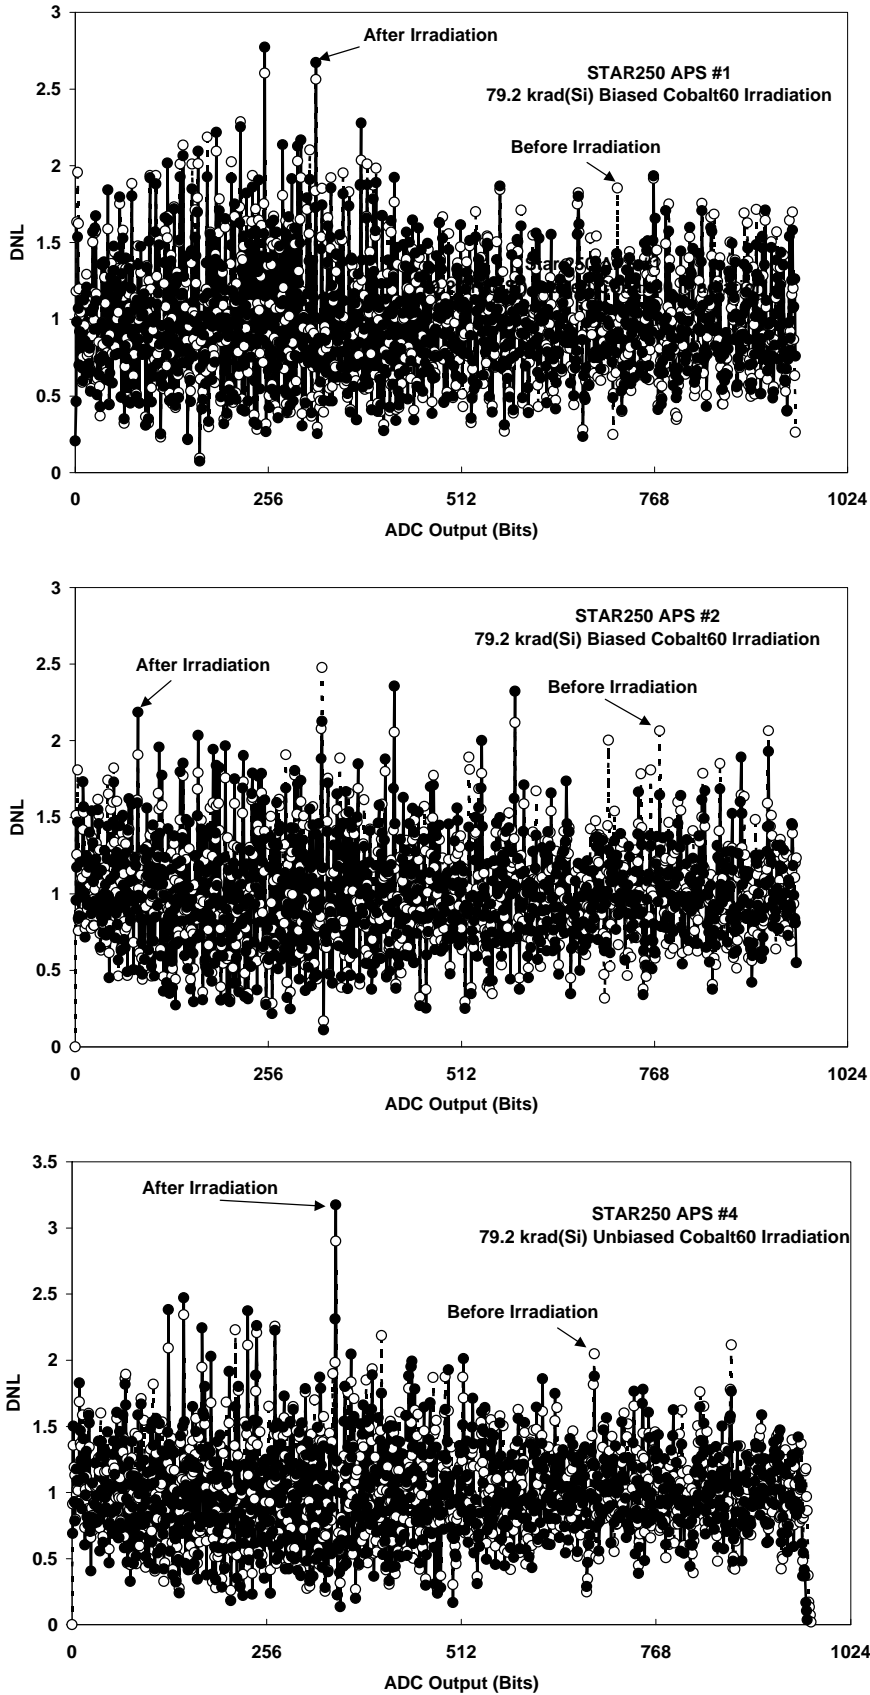 3
After Irradiation
STAR250 APS #1
79.2 krad(Si) Biased Cobalt60 Irradiation
2.5
Before Irradiation
2
1.5
DNL
1
0.5
0
0 256 512 768 1024
ADC Output (Bits)
3
STAR250 APS #2
79.2 krad(Si) Biased Cobalt60 Irradiation
2.5
After Irradiation
Before Irradiation
2
1.5
DNL
1
0.5
0
0 256 512 768 1024
ADC Output (Bits)
3.5
After Irradiation
STAR250 APS #4
79.2 krad(Si) Unbiased Cobalt60 Irradiation
3
2.5
Before Irradiation
2
DNL
1.5
1
0.5
0
0 256 512 768 1024
ADC Output (Bits)